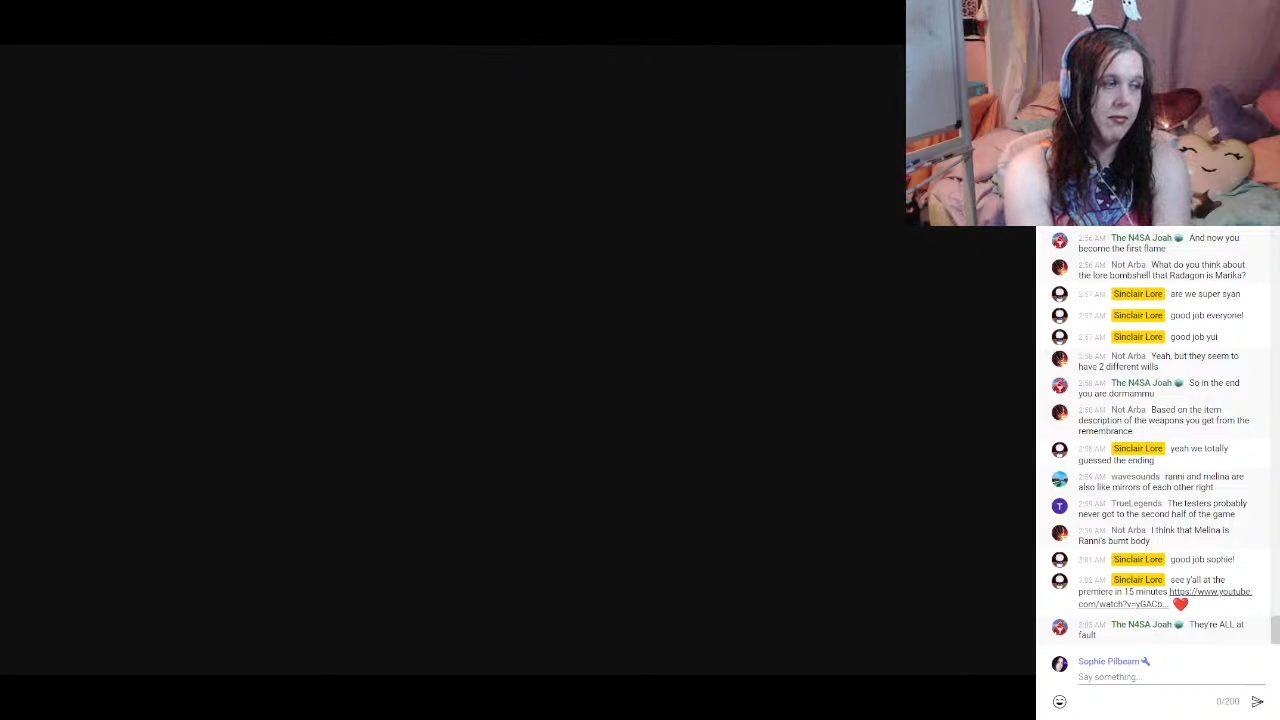 2:56 AM The N4SA Joah And now you
become the first flame
2:56 AM Not Arba What do you think about
the lore bombshell that Radagon is Marika?
2:57 AM Sinclair Lore are we super syan
2:57 AM Sinclair Lore good job everyone!
2:57 AM Sinclair Lore good job yui
2:58 AM Not Arba Yeah, but they seem to
have 2 different wills
2:58 AM The N4SA Joah So in the end
you are dormammu
2:58 AM Not Arba Based on the item
description of the weapons you get from the
remembrance
2:58 AM Sinclair Lore yeah we totally
guessed the ending
2:59 AM wavesounds ranni and melina are
also like mirrors of each other right
T 2:59 AM TrueLegends The testers probably
never got to the second half of the game
2:59 AM Not Arba I think that Melina is
Ranni's burnt body
3:01 AM Sinclair Lore good job sophie!
3:02 AM Sinclair Lore see y'all at the
premiere in 15 minutes https://www.youtube.
com/watch?v=yGACb...
3:03 AM The N4SA Joah They're ALL at
fault
Sophie Pilbeam
Say something...
0/200